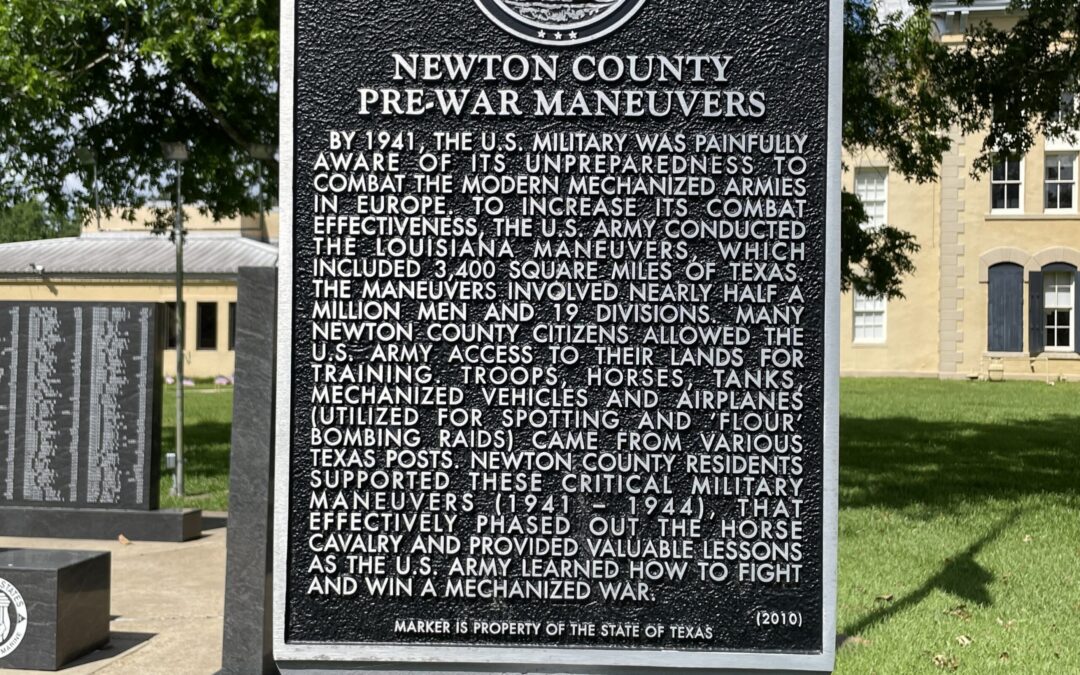 NEWTON COUNTY
PRE-WAR MANEUVERS
BY 1941, THE U.S. MILITARY WAS PAINFULLY
AWARE OF ITS UNPREPAREDNESS TO
COMBAT THE MODERN MECHANIZED ARMIES
IN EUROPE. TO INCREASE ITS COMBAT
EFFECTIVENESS, THE U.S. ARMY CONDUCTED
THE LOUISIANA MANEUVERS, WHICH
INCLUDED 3,400 SQUARE MILES OF TEXAS.
THE MANEUVERS INVOLVED NEARLY HALF A
MILLION MEN AND 19 DIVISIONS. MANY
NEWTON COUNTY CITIZENS ALLOWED THE
U.S. ARMY ACCESS TO THEIR LANDS FOR
TRAINING. TROOPS, HORSES, TANKS,
MECHANIZED VEHICLES AND AIRPLANES
(UTILIZED FOR SPOTTING AND 'FLOUR'
BOMBING RAIDS) CAME FROM VARIOUS
TEXAS POSTS. NEWTON COUNTY RESIDENTS
SUPPORTED THESE CRITICAL MILITARY
MANEUVERS (1941 – 1944), THAT
EFFECTIVELY PHASED OUT THE HORSE
CAVALRY AND PROVIDED VALUABLE LESSONS
AS THE U.S. ARMY LEARNED HOW TO FIGHT
AND WIN A MECHANIZED WAR.
(2010)
MARKER IS PROPERTY OF THE STATE OF TEXAS
STATES
MARINE